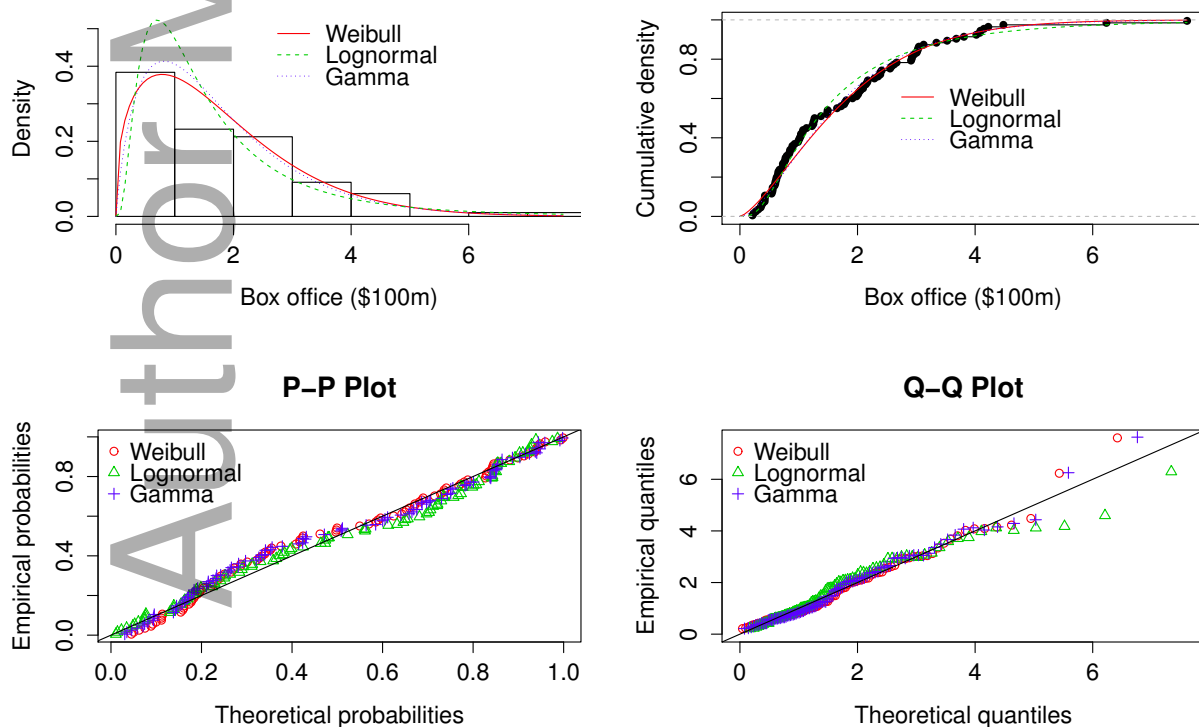 Density
0.0 0.2 0.4
Weibull
Lognormal
Gamma
0 2 4 6
Box office ($100m)
Cumulative density
0.0 0.4 0.8
Weibull
Lognormal
Gamma
0 2 4 6
Box office ($100m)
P−P Plot
Empirical probabilities
0.0 0.4 0.8
Weibull
Lognormal
Gamma
0.0 0.2 0.4 0.6 0.8 1.0
Theoretical probabilities
Q−Q Plot
Empirical quantiles
0 2 4 6
Weibull
Lognormal
Gamma
0 2 4 6
Theoretical quantiles
Author M